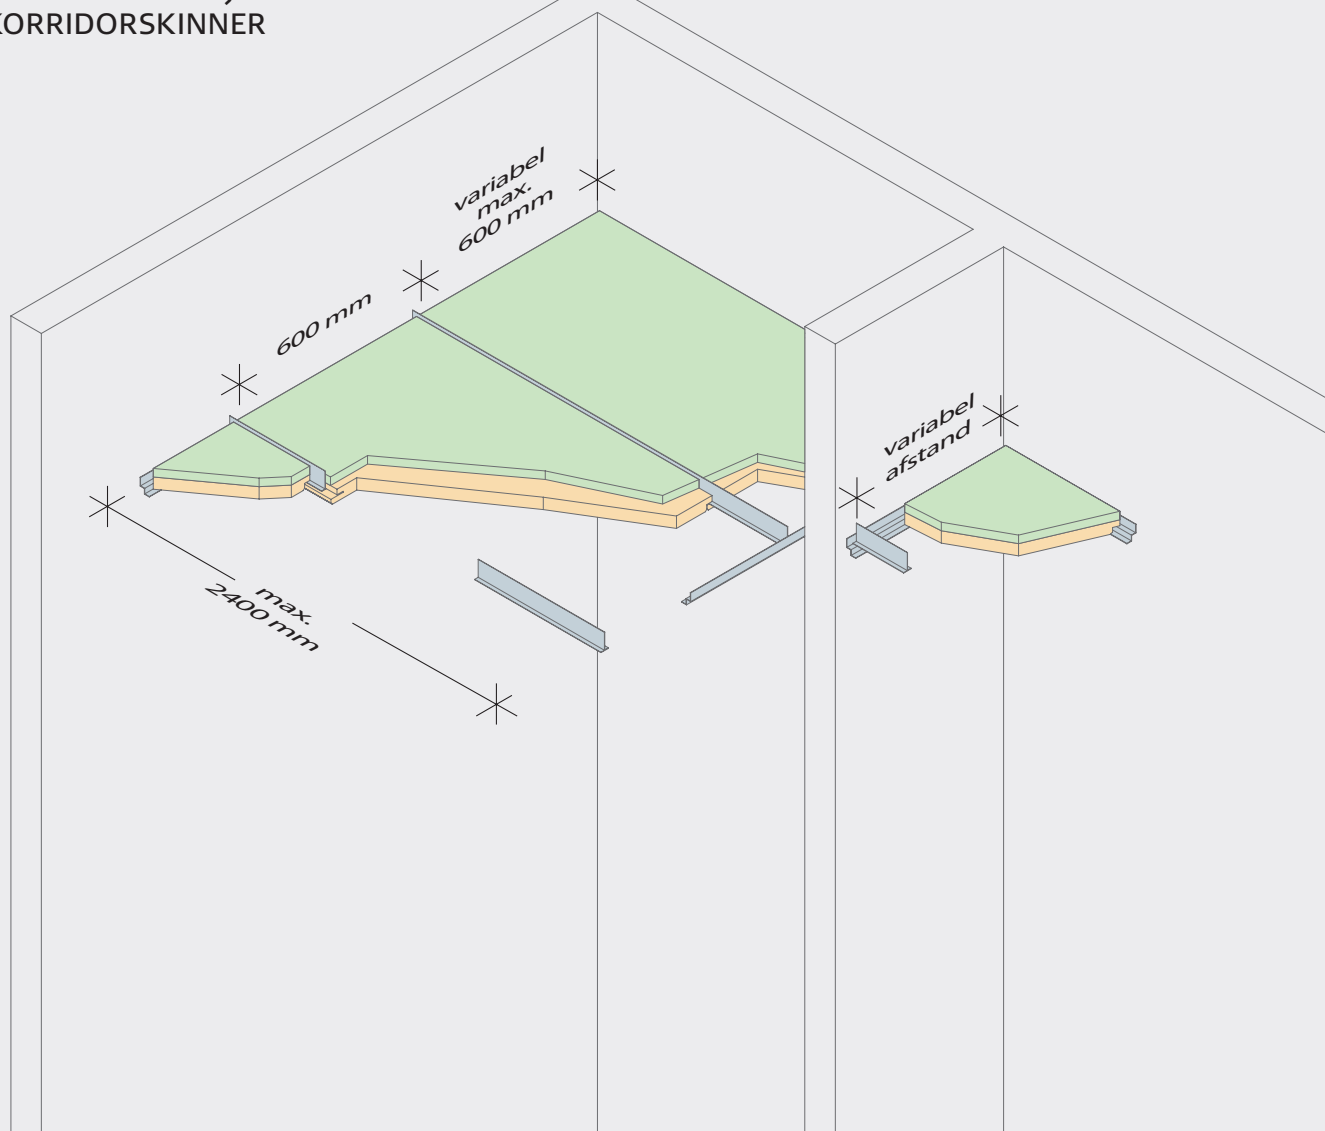 KORRIDORSKINNER
variabel
max.
600 mm
600 mm
variabel
afstand
max.
2400 mm